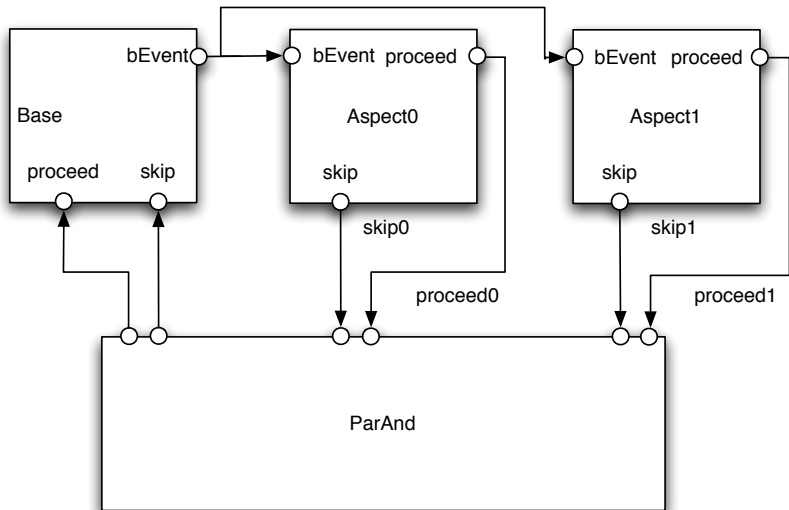 bEvent
bEvent proceed
bEvent proceed
Base
Aspect0
Aspect1
proceed
skip
skip
skip
skip0
skip1
proceed0
proceed1
ParAnd